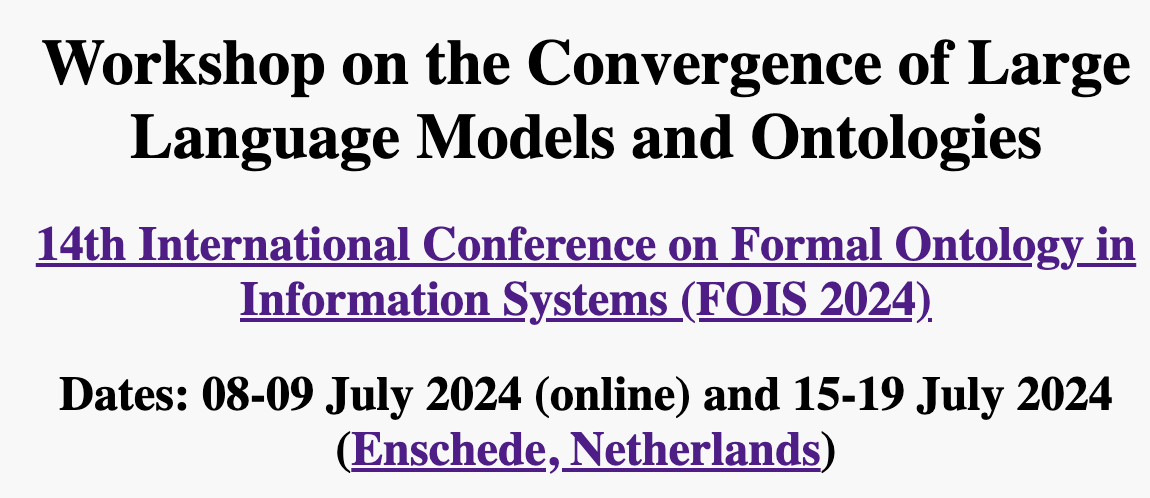 Workshop on the Convergence of Large
Language Models and Ontologies
14th International Conference on Formal Ontology in
Information Systems (FOIS 2024)
Dates: 08-09 July 2024 (online) and 15-19 July 2024
(Enschede, Netherlands)